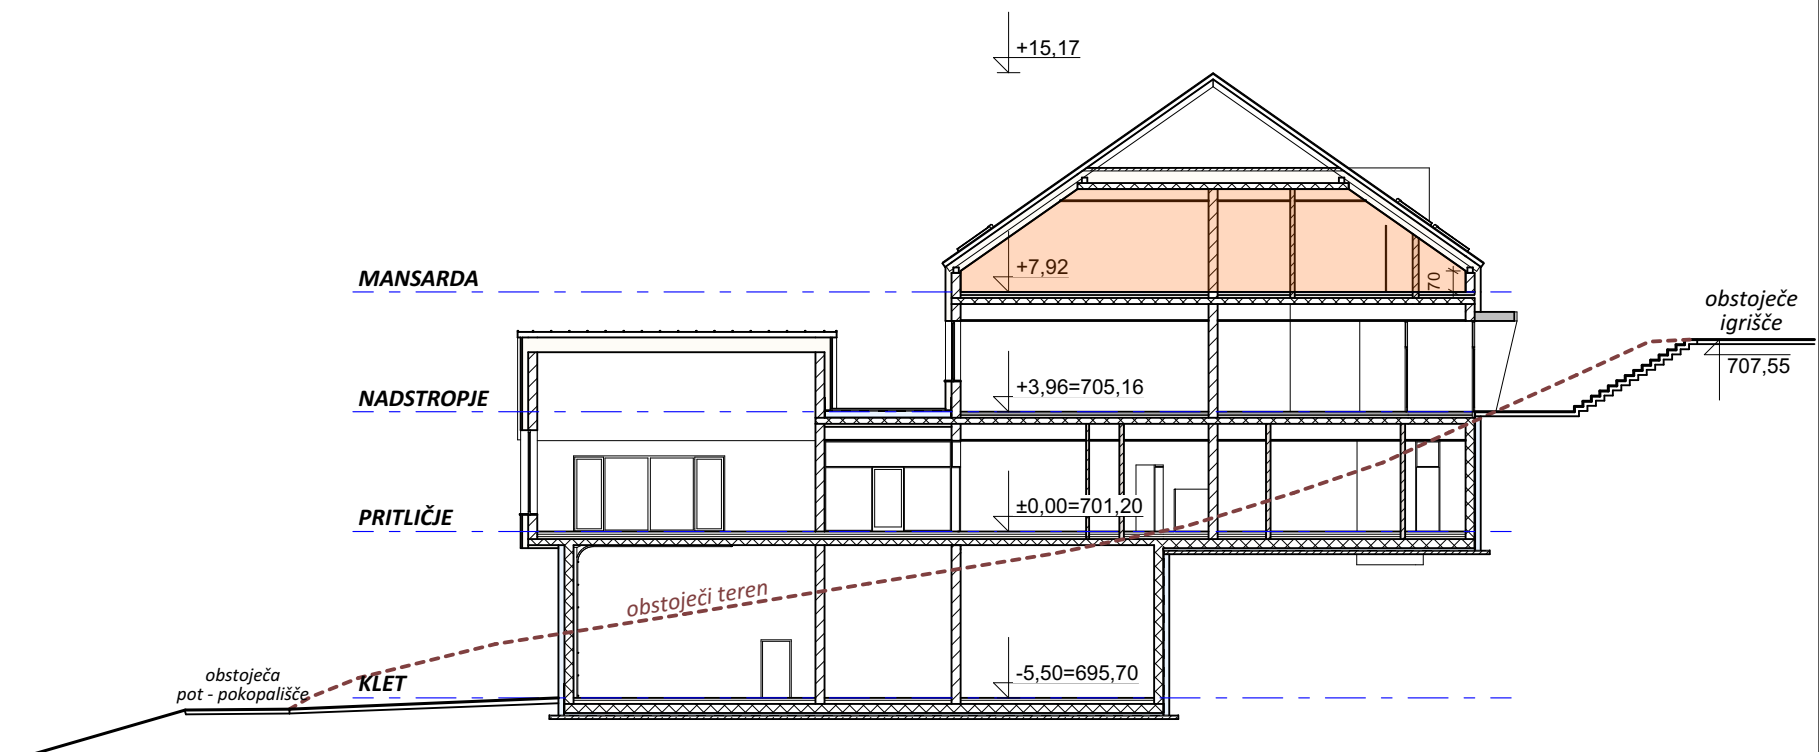 +15,17
MANSARDA
+7,92
70
obstoječe
igrišče
707,55
NADSTROPJE
+3,96=705,16
PRITLIČJE
±0,00=701,20
obstoječi teren
obstoječa
pot - pokopališče
KLET
-5,50=695,70